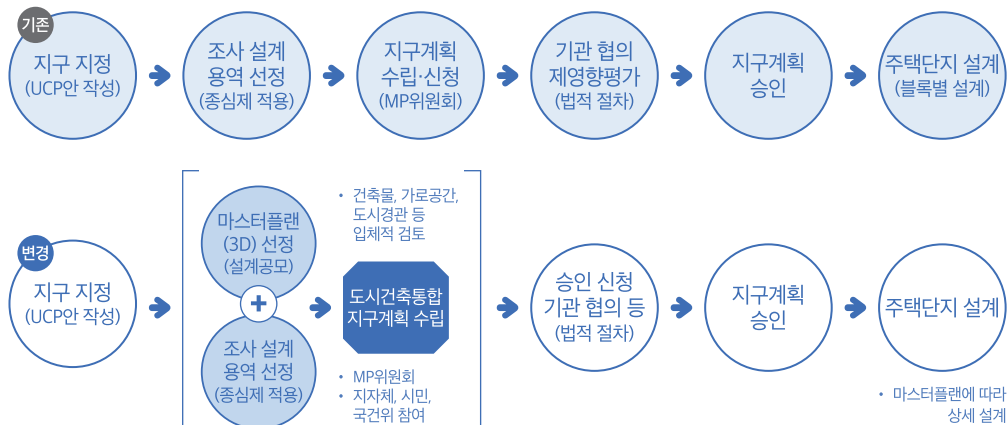 기존
지구 지정
(UCP안 작성)
조사 설계
용역 선정
(종심제 적용)
지구계획
수립·신청
(MP위원회)
기관 협의
제영향평가
(법적 절차)
지구계획
승인
주택단지 설계
(블록별 설계)
변경
지구 지정
(UCP안 작성)
마스터플랜
(3D) 선정
(설계공모)
+
조사 설계
용역 선정
(종심제 적용)
• 건축물, 가로공간,
도시경관 등
입체적 검토
도시건축통합
지구계획 수립
• MP위원회
• 지자체, 시민,
국건위 참여
승인 신청
기관 협의 등
(법적 절차)
지구계획
승인
주택단지 설계
• 마스터플랜에 따라
상세 설계